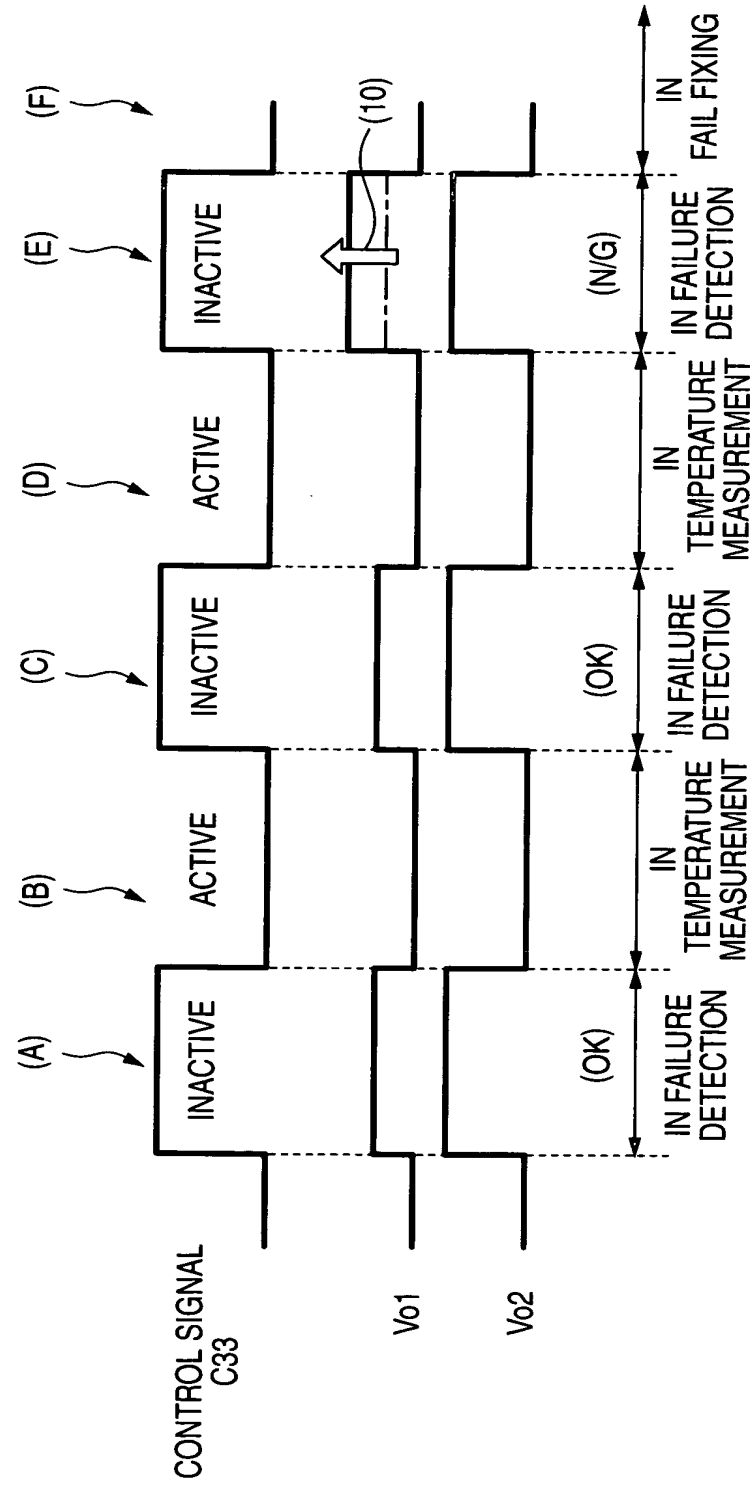 (A)
(B)
(C)
(D)
(E)
(F)
CONTROL SIGNAL
C33
INACTIVE
ACTIVE
INACTIVE
ACTIVE
INACTIVE
(10)
Vo1
Vo2
(OK)
(OK)
(N/G)
IN FAILURE
DETECTION
IN
TEMPERATURE
MEASUREMENT
IN FAILURE
DETECTION
IN
TEMPERATURE
MEASUREMENT
IN FAILURE
DETECTION
IN
FAIL FIXING